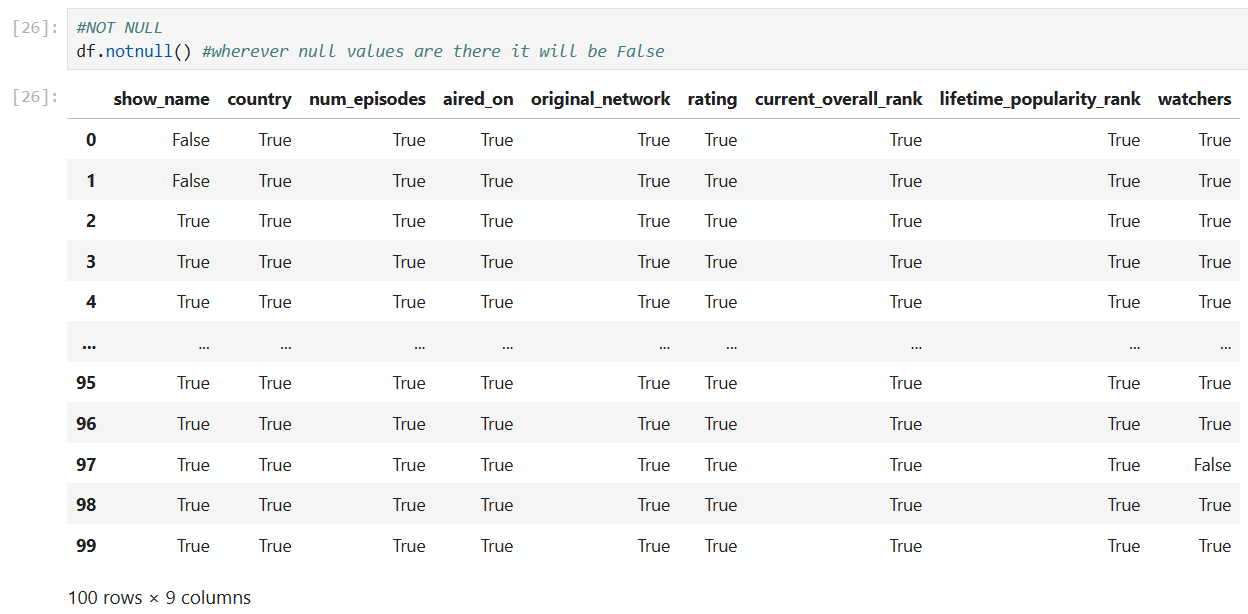 [26]: #NOT NULL
df.notnull() #wherever null values are there it will be False
[26]: show_name country num_episodes aired_on original_network rating current_overall_rank lifetime_popularity_rank watchers
0 False True True True True True True True True
1 False True True True True True True True True
2 True True True True True True True True True
3 True True True True True True True True True
4 True True True True True True True True True
... ... ... ... ... ... ... ... ... ...
95 True True True True True True True True True
96 True True True True True True True True True
97 True True True True True True True True False
98 True True True True True True True True True
99 True True True True True True True True True
100 rows × 9 columns